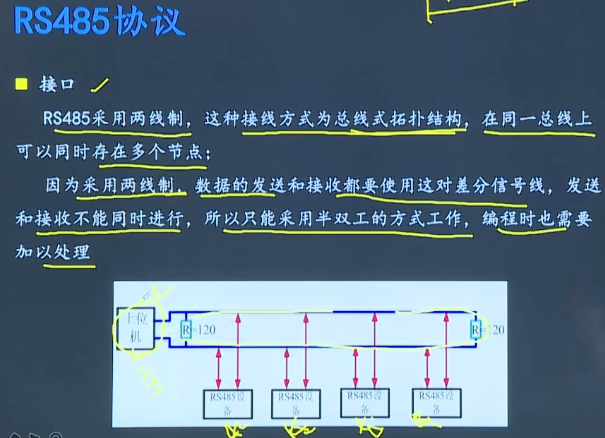 RS485协议
接口
RS485采用两线制，这种接线方式为总线式拓扑结构，在同一总线上
可以同时存在多个节点；
因为采用两线制，数据的发送和接收都要使用这对差分信号线，发送
和接收不能同时进行，所以只能采用半双工的方式工作，编程时也需要
加以处理
上位
机
R=120
R=120
RS485设
备
RS485设
备
RS485设
备
RS485设
备